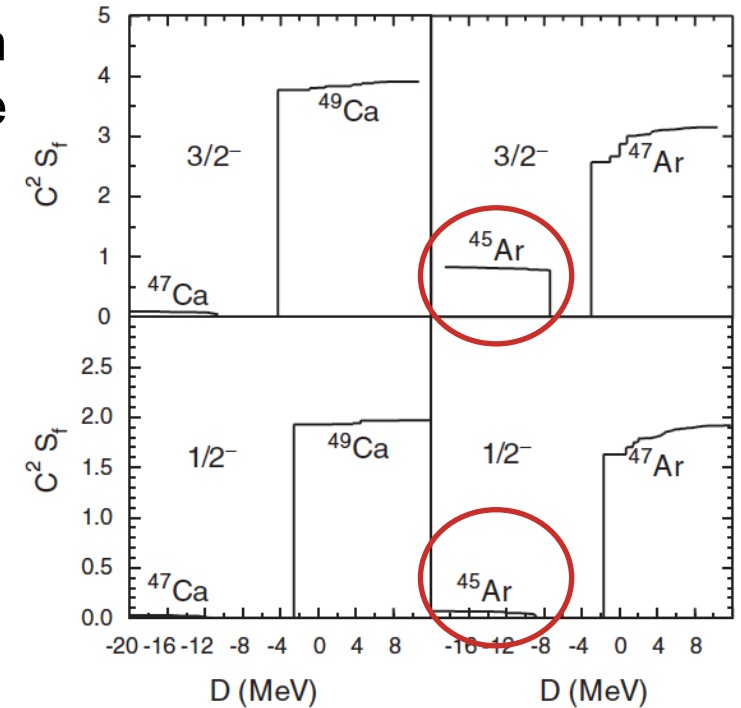 n
e
5
4
3
2
1
0
C² S_f
3/2⁻
⁴⁹Ca
⁴⁷Ca
3/2⁻
⁴⁷Ar
⁴⁵Ar
2.5
2.0
1.5
1.0
0.5
0.0
C² S_f
1/2⁻
⁴⁹Ca
⁴⁷Ca
1/2⁻
⁴⁷Ar
⁴⁵Ar
-20 -16 -12 -8 -4 0 4 8
-16 -12 -8 -4 0 4 8
D (MeV)
D (MeV)